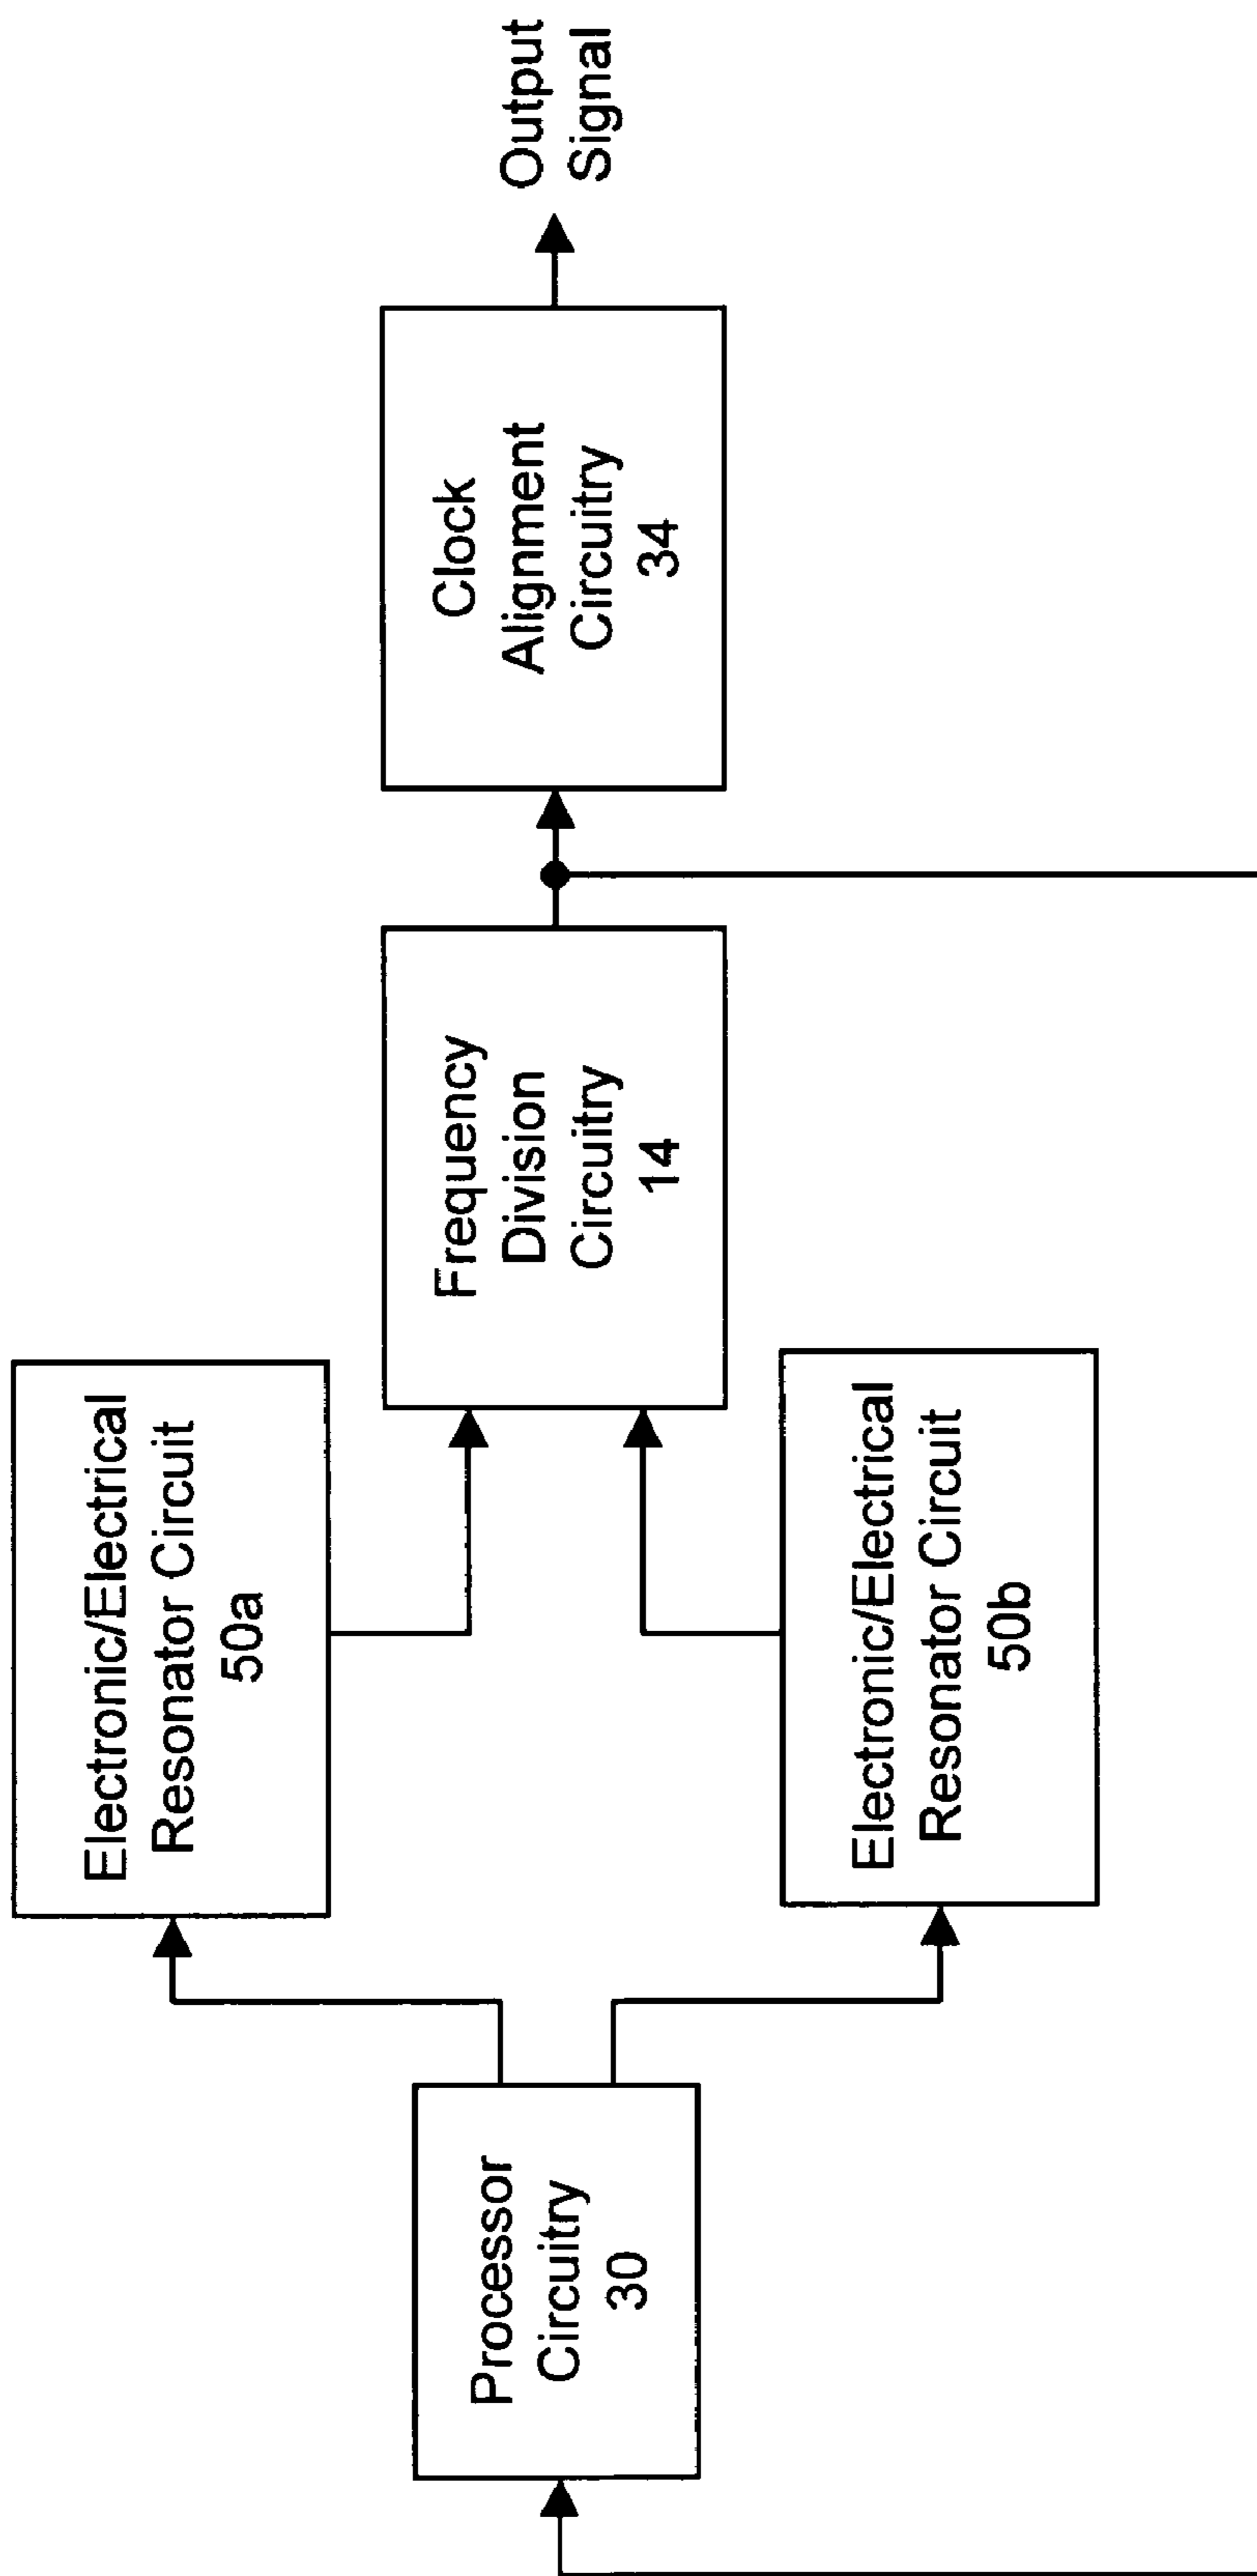 Electronic/Electrical
Resonator Circuit
50a
Processor
Circuitry
30
Frequency
Division
Circuitry
14
Clock
Alignment
Circuitry
34
Output
Signal
Electronic/Electrical
Resonator Circuit
50b